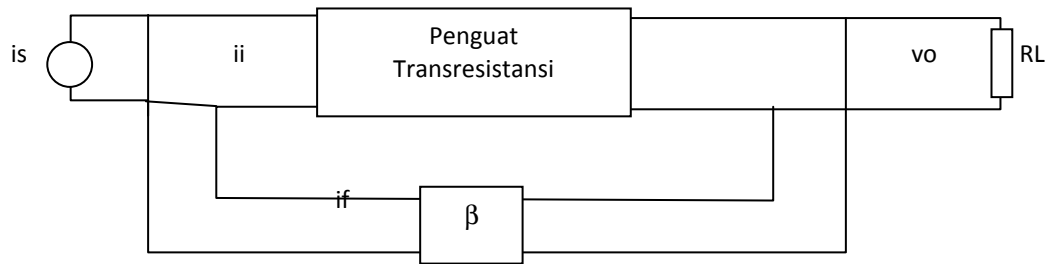 is
ii
Penguat
Transresistansi
vo
RL
if
β